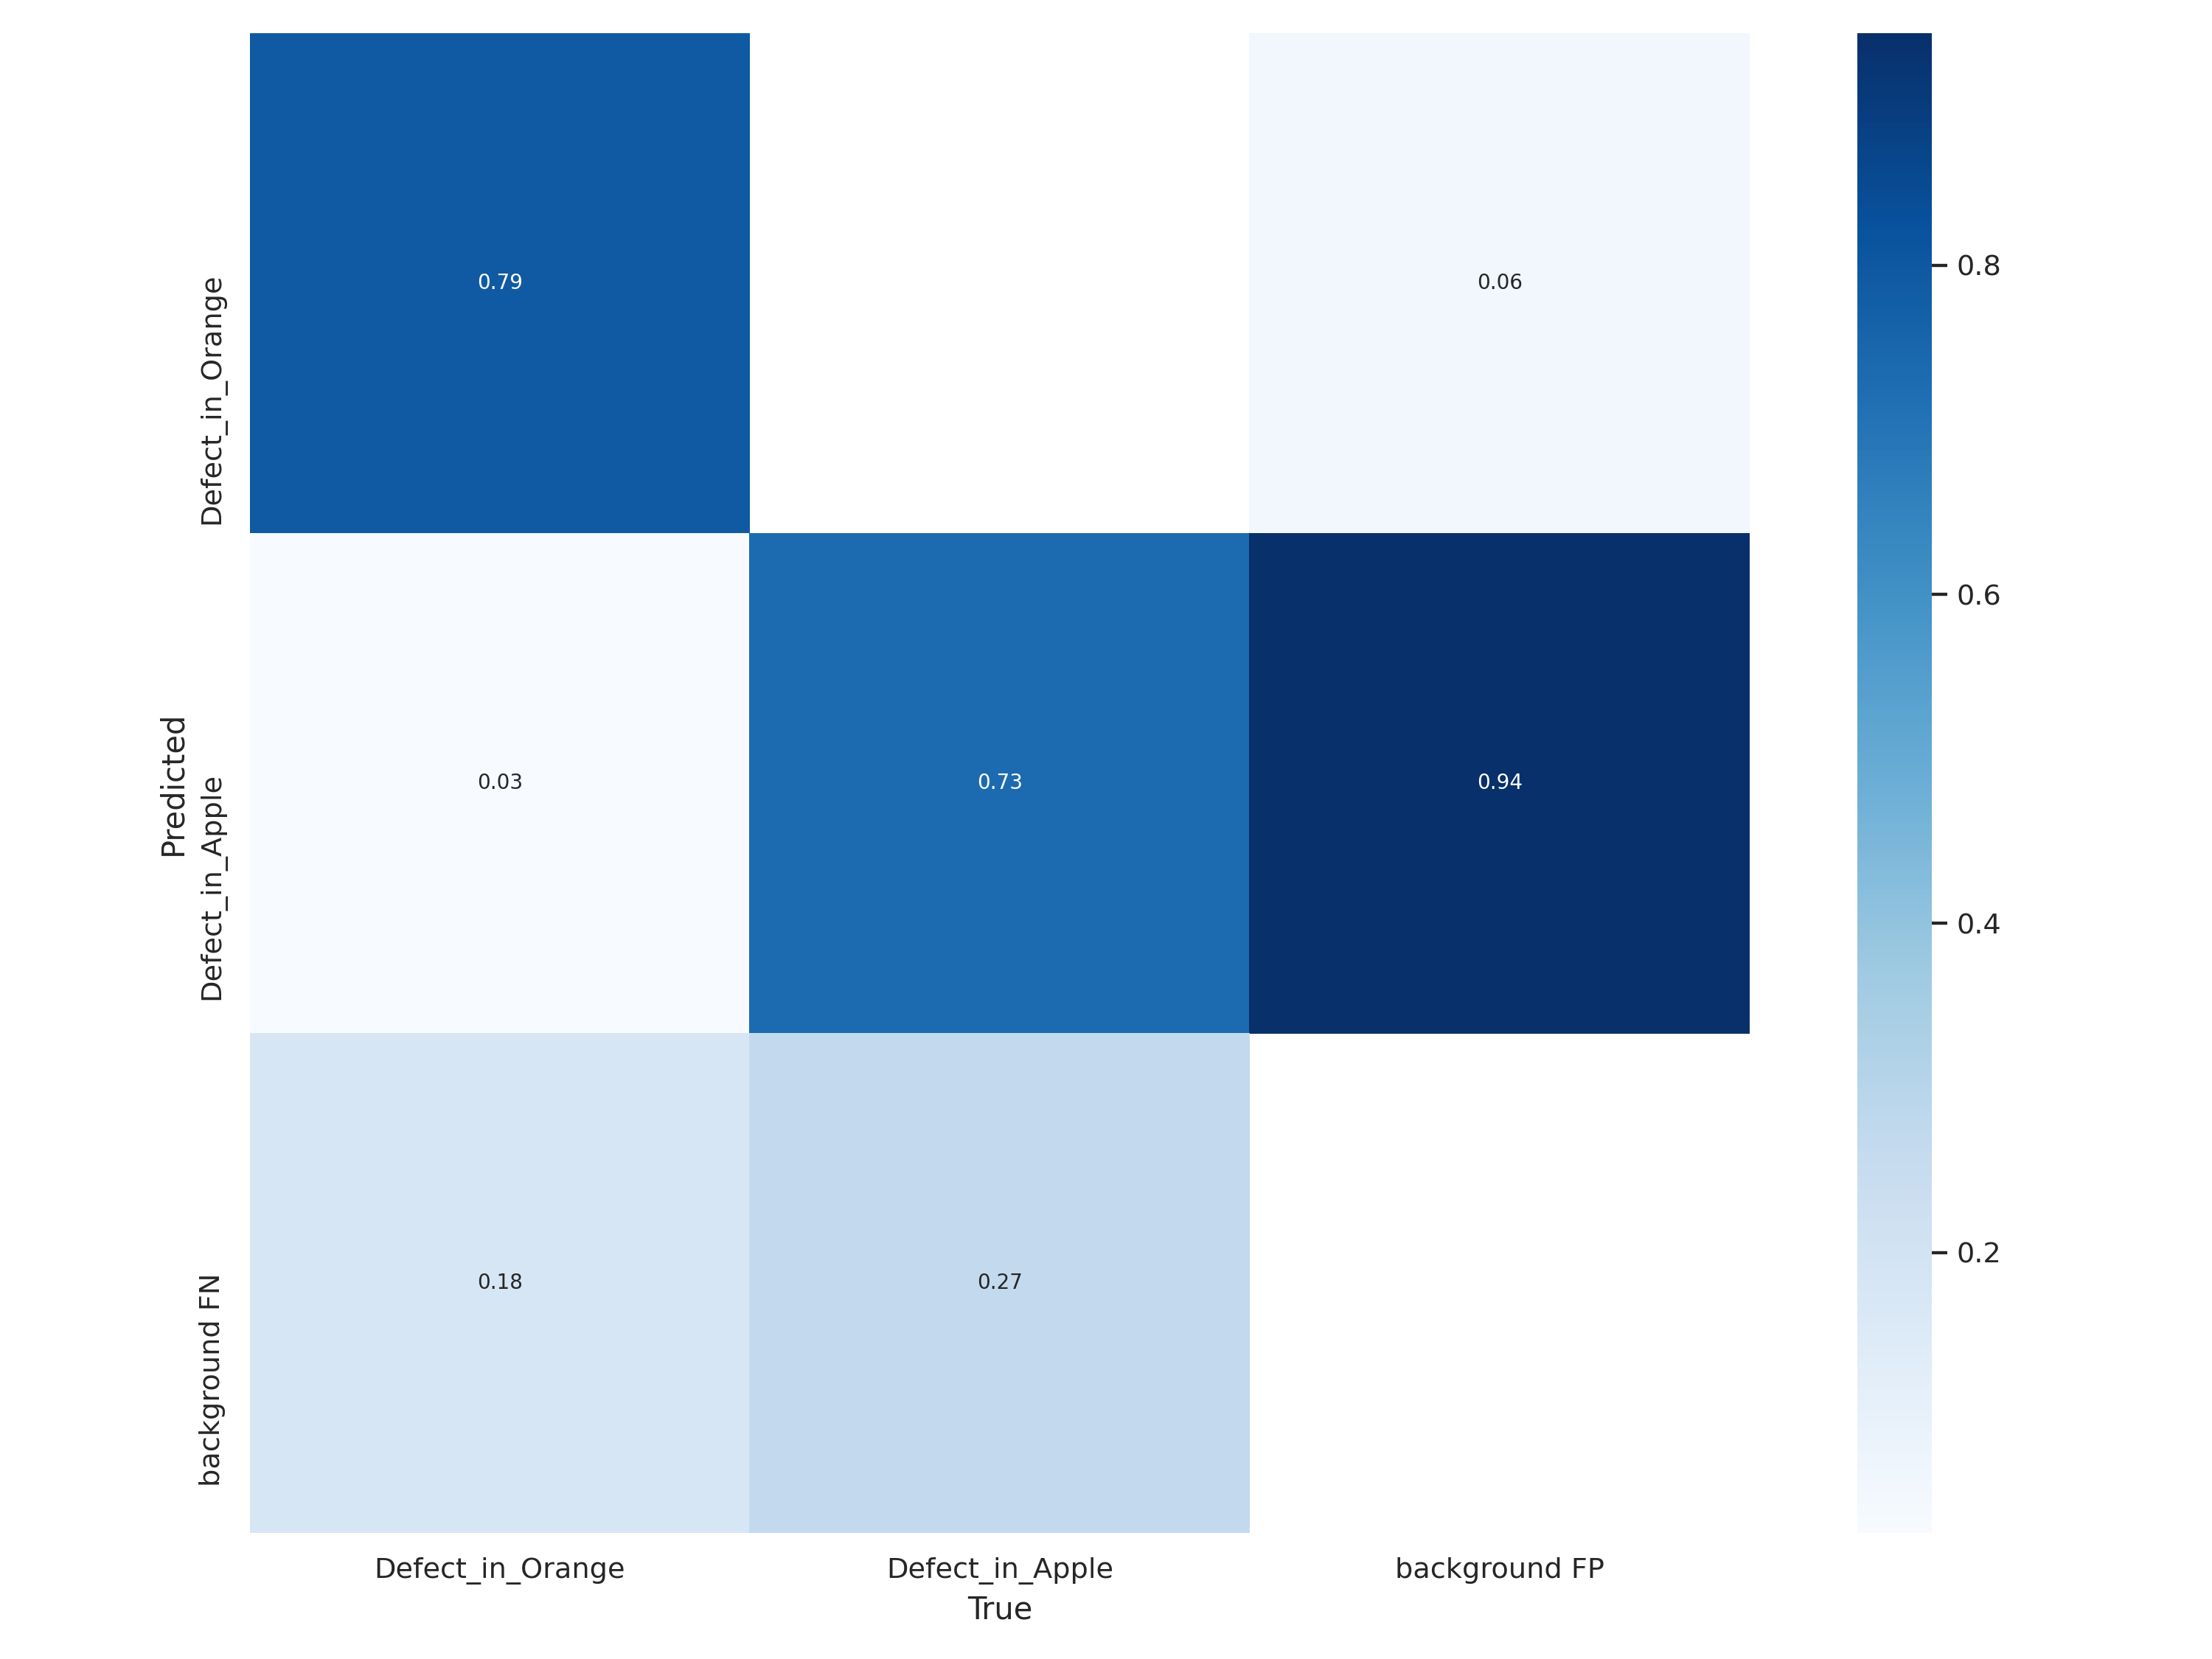 Predicted
Defect_in_Orange
0.79
0.06
Defect_in_Apple
0.03
0.73
0.94
background FN
0.18
0.27
Defect_in_Orange
Defect_in_Apple
background FP
True
0.8
0.6
0.4
0.2